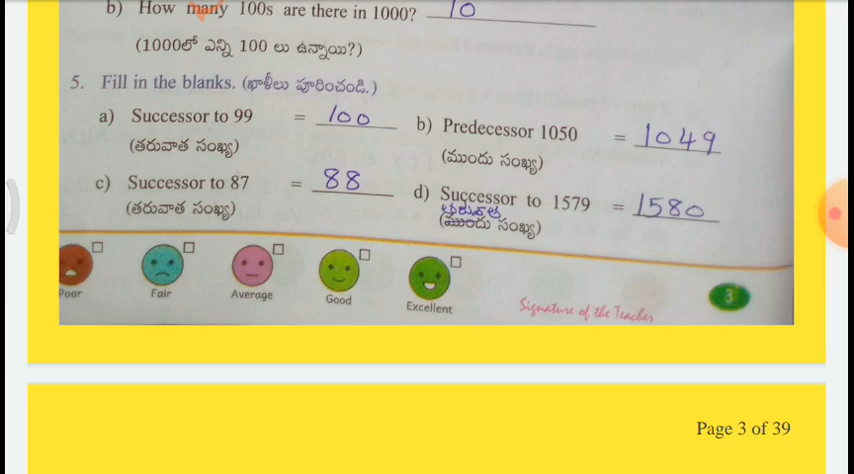 b) How many 100s are there in 1000? 10
(1000లో ఎన్ని 100 లు ఉన్నాయి?)
5. Fill in the blanks. (ఖాళీలు పూరించండి.)
a) Successor to 99 = 100
(తరువాత సంఖ్య)
b) Predecessor 1050 = 1049
(ముందు సంఖ్య)
c) Successor to 87 = 88
(తరువాత సంఖ్య)
d) Successor to 1579 = 1580
తరువాత
(ముందు సంఖ్య)
Poor Fair Average Good Excellent
Signature of the Teacher
3
Page 3 of 39